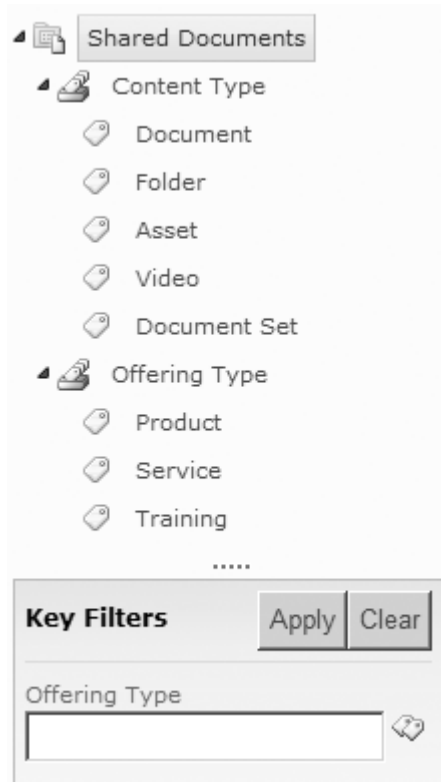 Shared Documents
Content Type
Document
Folder
Asset
Video
Document Set
Offering Type
Product
Service
Training
Key Filters Apply Clear
Offering Type